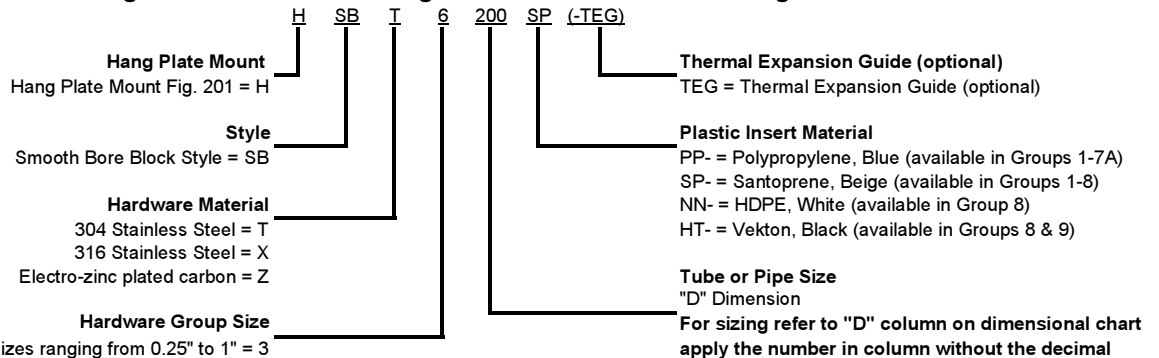 H SB T 6 200 SP (-TEG)
Hang Plate Mount
Hang Plate Mount Fig. 201 = H
Style
Smooth Bore Block Style = SB
Hardware Material
304 Stainless Steel = T
316 Stainless Steel = X
Electro-zinc plated carbon = Z
Hardware Group Size
izes ranging from 0.25" to 1" = 3
Thermal Expansion Guide (optional)
TEG = Thermal Expansion Guide (optional)
Plastic Insert Material
PP- = Polypropylene, Blue (available in Groups 1-7A)
SP- = Santoprene, Beige (available in Groups 1-8)
NN- = HDPE, White (available in Group 8)
HT- = Vekton, Black (available in Groups 8 & 9)
Tube or Pipe Size
"D" Dimension
For sizing refer to "D" column on dimensional chart
apply the number in column without the decimal